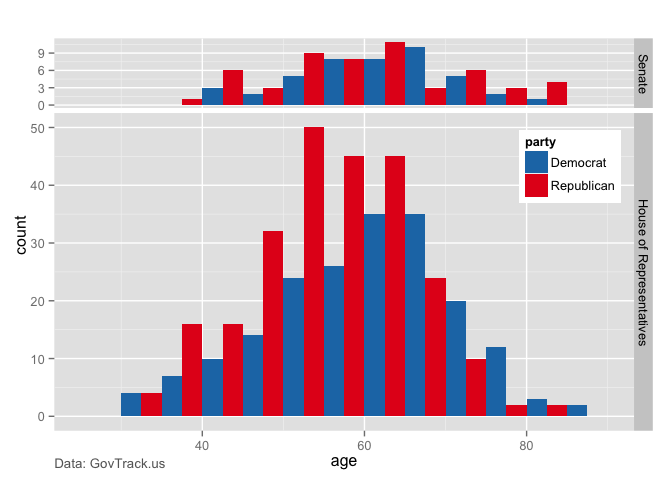 9
6
3
0
Senate
50
40
30
20
10
0
count
party
Democrat
Republican
House of Representatives
40 60 80
age
Data: GovTrack.us